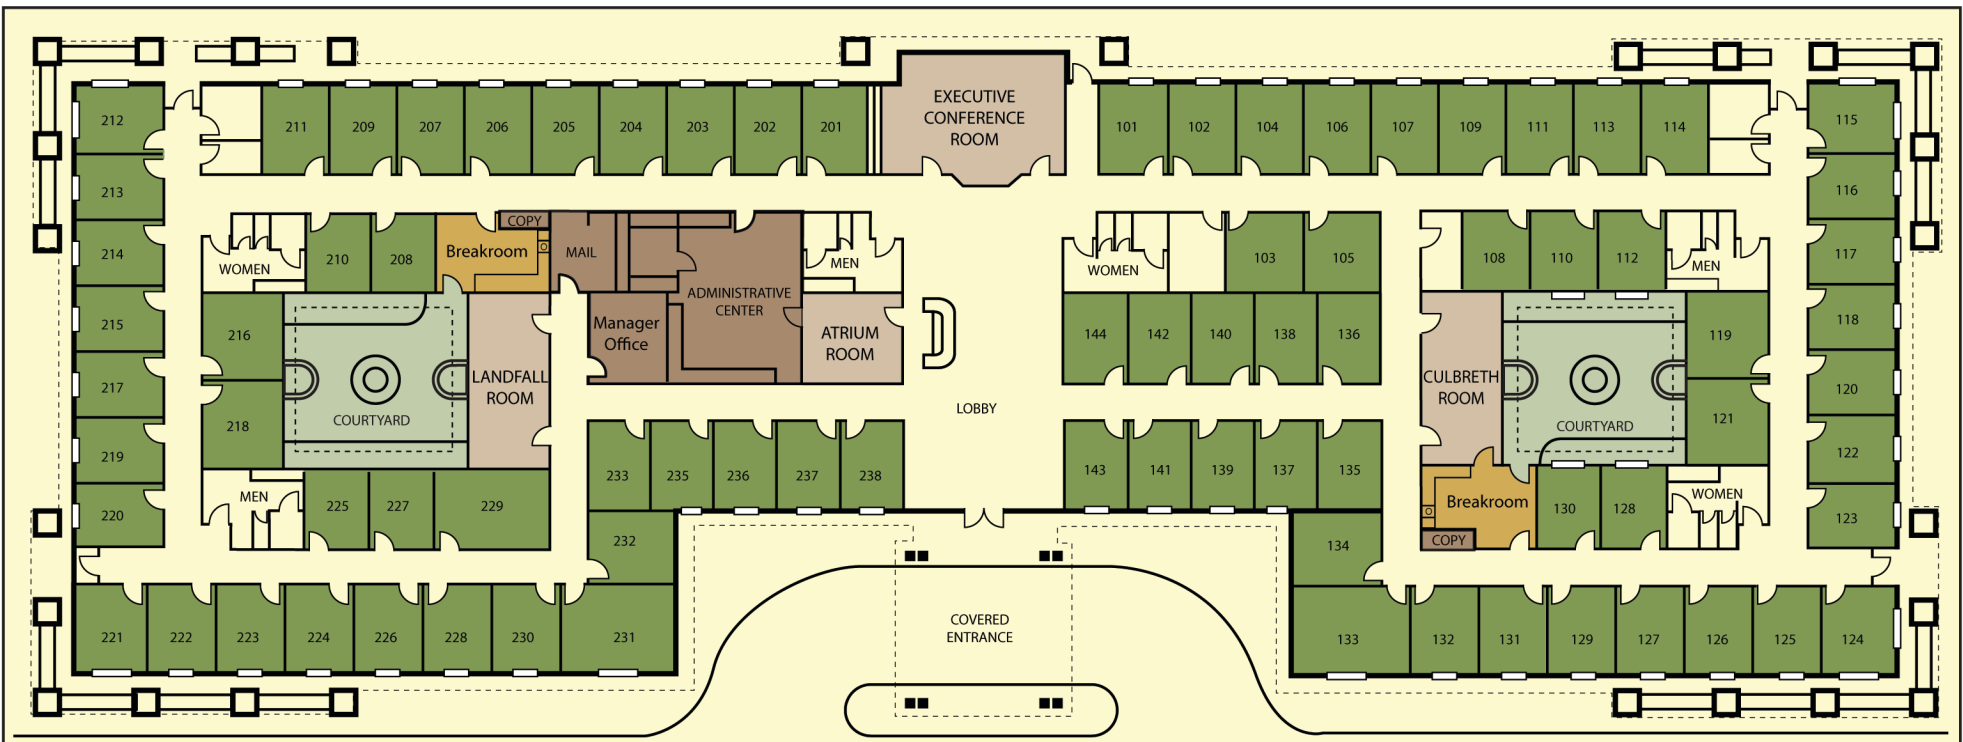 EXECUTIVE
CONFERENCE
ROOM
212
211
209
207
206
205
204
203
202
201
101
102
104
106
107
109
111
113
114
115
213
116
COPY
WOMEN
210
208
Breakroom
MAIL
MEN
WOMEN
103
105
108
110
112
MEN
214
117
ADMINISTRATIVE
CENTER
215
216
Manager
Office
ATRIUM
ROOM
144
142
140
138
136
119
118
217
LANDFALL
ROOM
CULBRETH
ROOM
120
218
COURTYARD
LOBBY
COURTYARD
121
219
233
235
236
237
238
143
141
139
137
135
122
220
MEN
225
227
229
Breakroom
130
128
WOMEN
123
232
134
COPY
221
222
223
224
226
228
230
231
COVERED
ENTRANCE
133
132
131
129
127
126
125
124